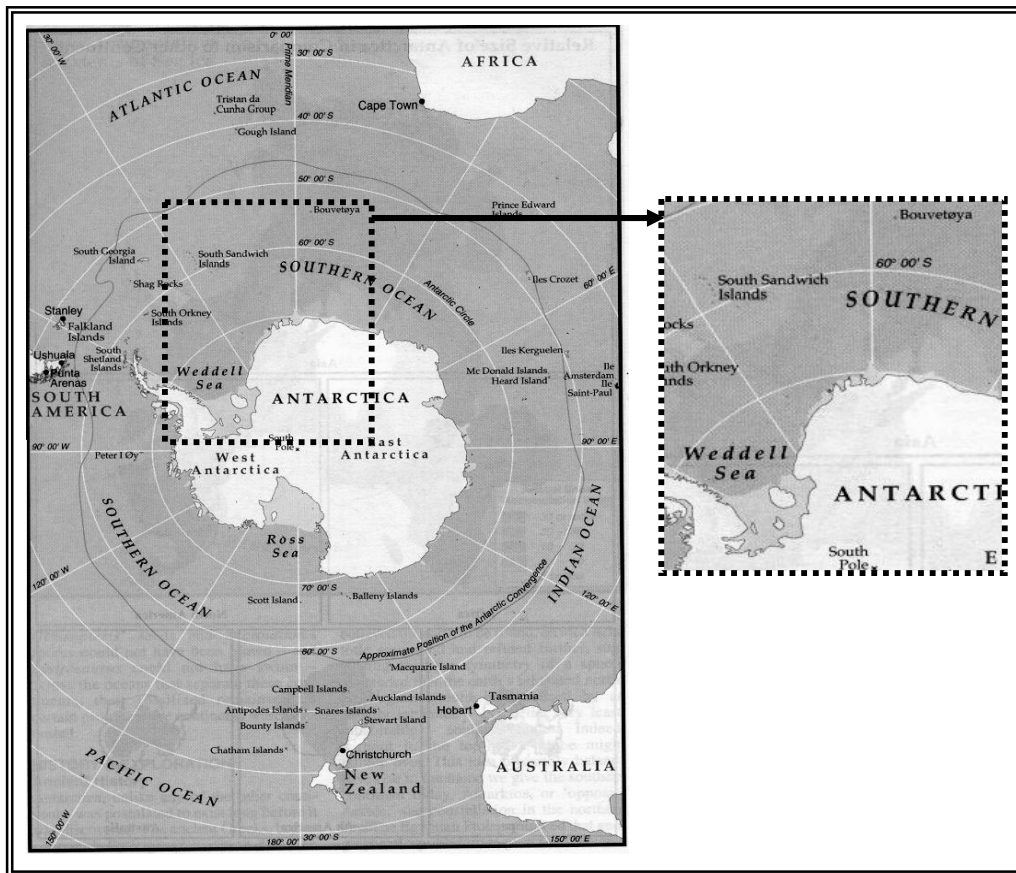 Relative Size of Antarctica in Comparison to other Continents
0° 00'
30° 00' W
30° 00' S
Prime Meridian
AFRICA
ATLANTIC OCEAN
Tristan da
Cunha Group
Cape Town
40° 00' S
Gough Island
50° 00' S
Bouvetøya
Prince Edward
Islands
60° 00' S
South Georgia
Island
South Sandwich
Islands
SOUTHERN OCEAN
Antarctic Circle
Iles Crozet
60° 00' E
Shag Rocks
Stanley
Falkland
Islands
South Orkney
Islands
Ushuaia
Punta
Arenas
South
Shetland
Islands
Iles Kerguelen
Mc Donald Islands
Heard Island
Ile
Amsterdam
Ile
Saint-Paul
Weddell
Sea
SOUTH
AMERICA
ANTARCTICA
90° 00' W
South
Pole
East
Antarctica
90° 00' E
Peter I Øy
West
Antarctica
SOUTHERN OCEAN
Ross
Sea
INDIAN OCEAN
120° 00' W
70° 00' S
Scott Island
Balleny Islands
120° 00' E
Approximate Position of the Antarctic Convergence
60° 00' S
Macquarie Island
Campbell Islands
Auckland Islands
Tasmania
Antipodes Islands
Snares Islands
Hobart
Bounty Islands
Stewart Island
Chatham Islands
Christchurch
New
Zealand
AUSTRALIA
PACIFIC OCEAN
150° 00' W
180° 00'
30° 00' S
150° 00' E
Bouvetøya
60° 00' S
South Sandwich
Islands
SOUTHERN
ocks
uth Orkney
nds
Asia
Weddell
Sea
ANTARCTI
South
Pole
E